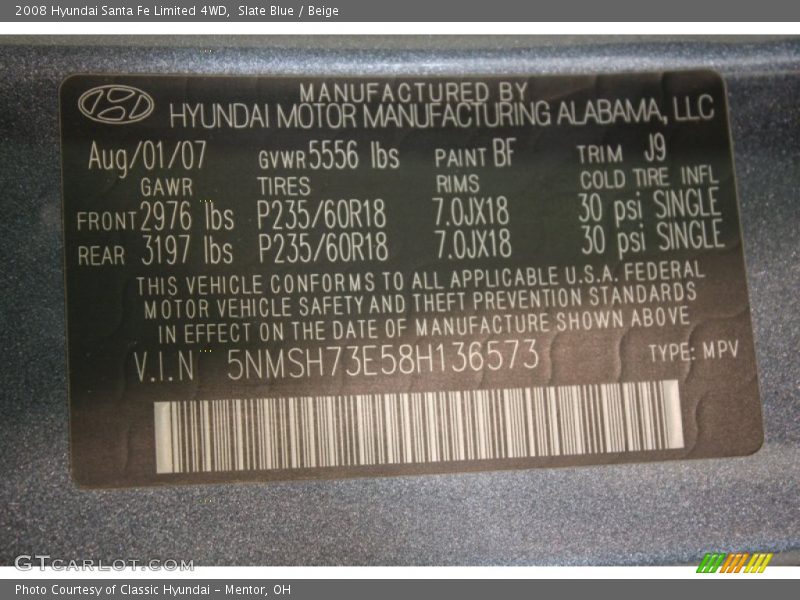 2008 Hyundai Santa Fe Limited 4WD,  Slate Blue / Beige
MANUFACTURED BY
HYUNDAI MOTOR MANUFACTURING ALABAMA, LLC
Aug/01/07 GVWR 5556 lbs PAINT BF TRIM J9
GAWR TIRES RIMS COLD TIRE INFL
FRONT 2976 lbs P235/60R18 7.0JX18 30 psi SINGLE
REAR 3197 lbs P235/60R18 7.0JX18 30 psi SINGLE
THIS VEHICLE CONFORMS TO ALL APPLICABLE U.S.A. FEDERAL
MOTOR VEHICLE SAFETY AND THEFT PREVENTION STANDARDS
IN EFFECT ON THE DATE OF MANUFACTURE SHOWN ABOVE
V.I.N 5NMSH73E58H136573 TYPE: MPV
GTCARLOT.COM
Photo Courtesy of Classic Hyundai - Mentor, OH